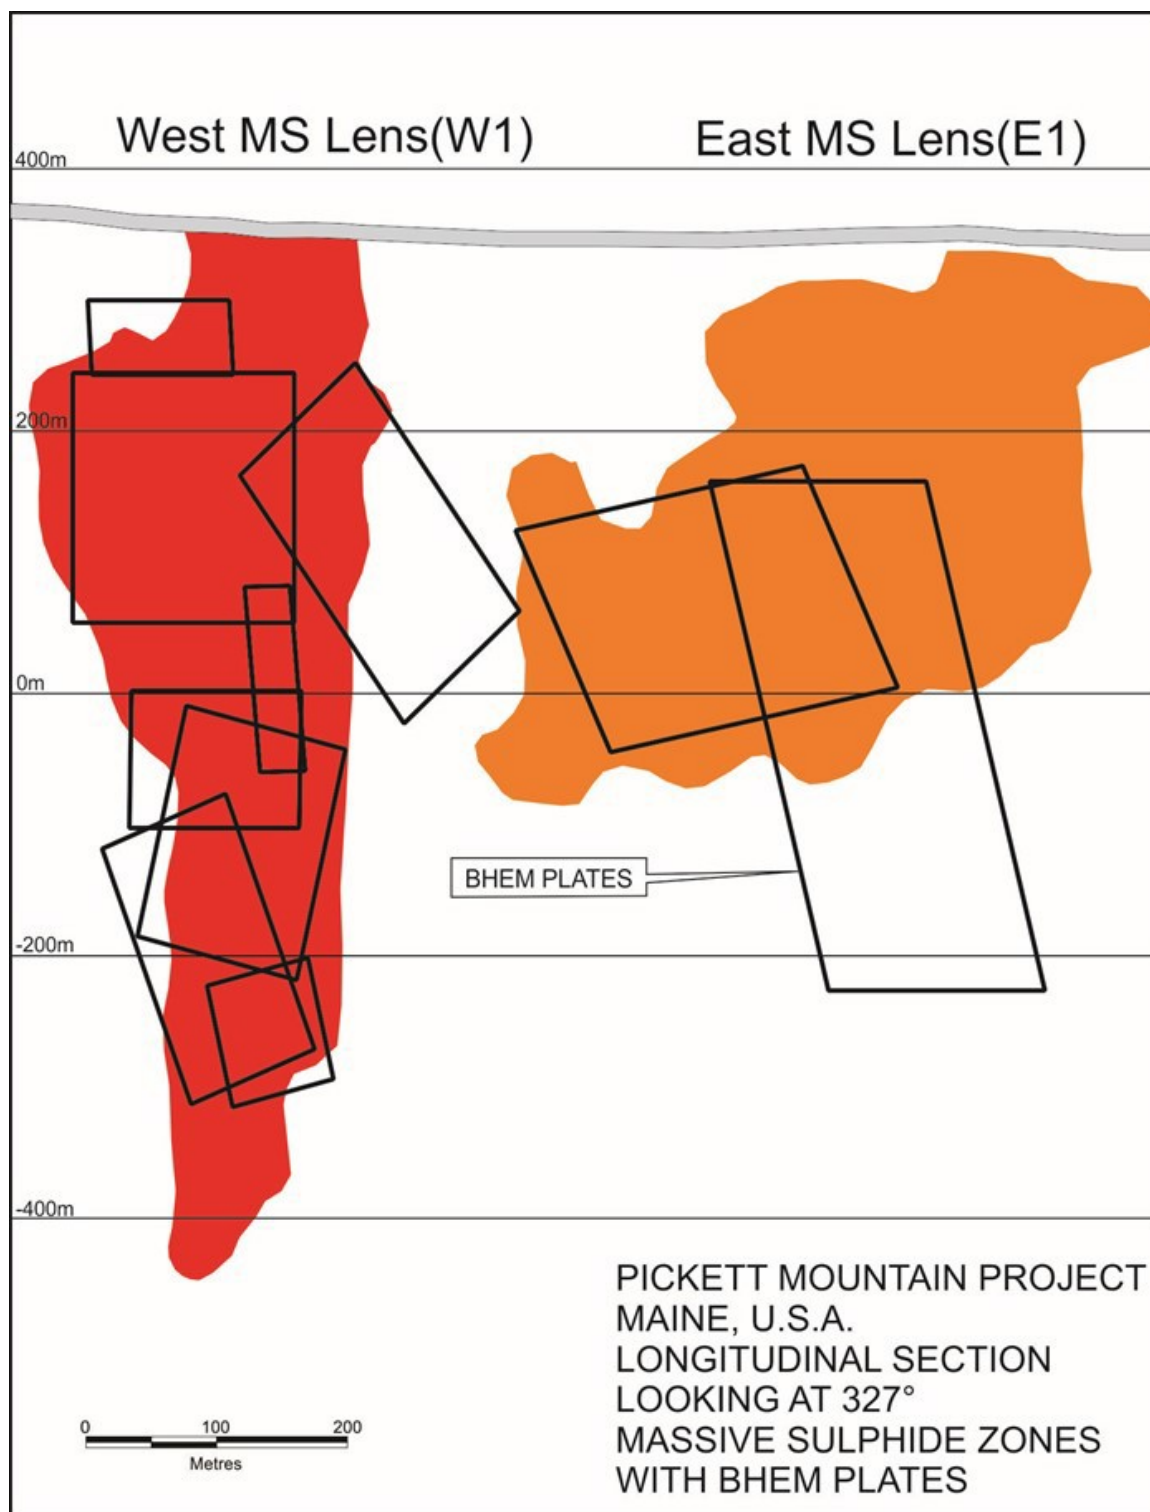 West MS Lens(W1)
East MS Lens(E1)
400m
200m
0m
BHEM PLATES
-200m
-400m
PICKETT MOUNTAIN PROJECT
MAINE, U.S.A.
LONGITUDINAL SECTION
LOOKING AT 327°
MASSIVE SULPHIDE ZONES
WITH BHEM PLATES
0 100 200
Metres